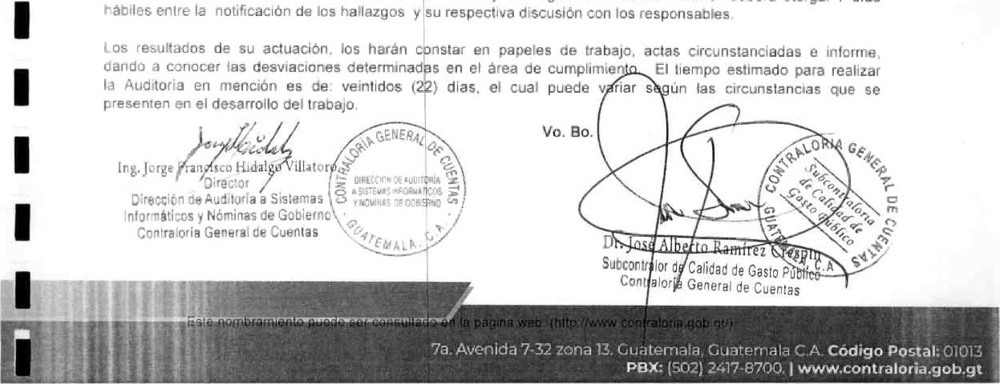 hábiles entre la notificación de los hallazgos y su respectiva discusión con los responsables.
Los resultados de su actuación, los harán constar en papeles de trabajo, actas circunstanciadas e informe,
dando a conocer las desviaciones determinadas en el área de cumplimiento. El tiempo estimado para realizar
la Auditoria en mención es de: veintidos (22) días, el cual puede variar según las circunstancias que se
presenten en el desarrollo del trabajo.
Vo. Bo.
Ing. Jorge Francisco Hidalgo Villatoro
Director
Dirección de Auditoría a Sistemas
Informáticos y Nóminas de Gobierno
Contraloría General de Cuentas
CONTRALORÍA GENERAL DE CUENTAS
DIRECCIÓN DE AUDITORÍA
A SISTEMAS INFORMÁTICOS
Y NÓMINAS DE GOBIERNO
GUATEMALA, C.A.
CONTRALORIA GENERAL DE CUENTAS
Subcontraloría
de Calidad de
Gasto Público
GUATEMALA, C.A
Dr. José Alberto Ramírez Crespín
Subcontralor de Calidad de Gasto Público
Contraloría General de Cuentas
Este nombramiento puede ser consultado en la página web (http://www contraloria.gob.gt/)
7a. Avenida 7-32 zona 13. Guatemala, Guatemala C.A. Código Postal: 01013
PBX: (502) 2417-8700. | www.contraloria.gob.gt